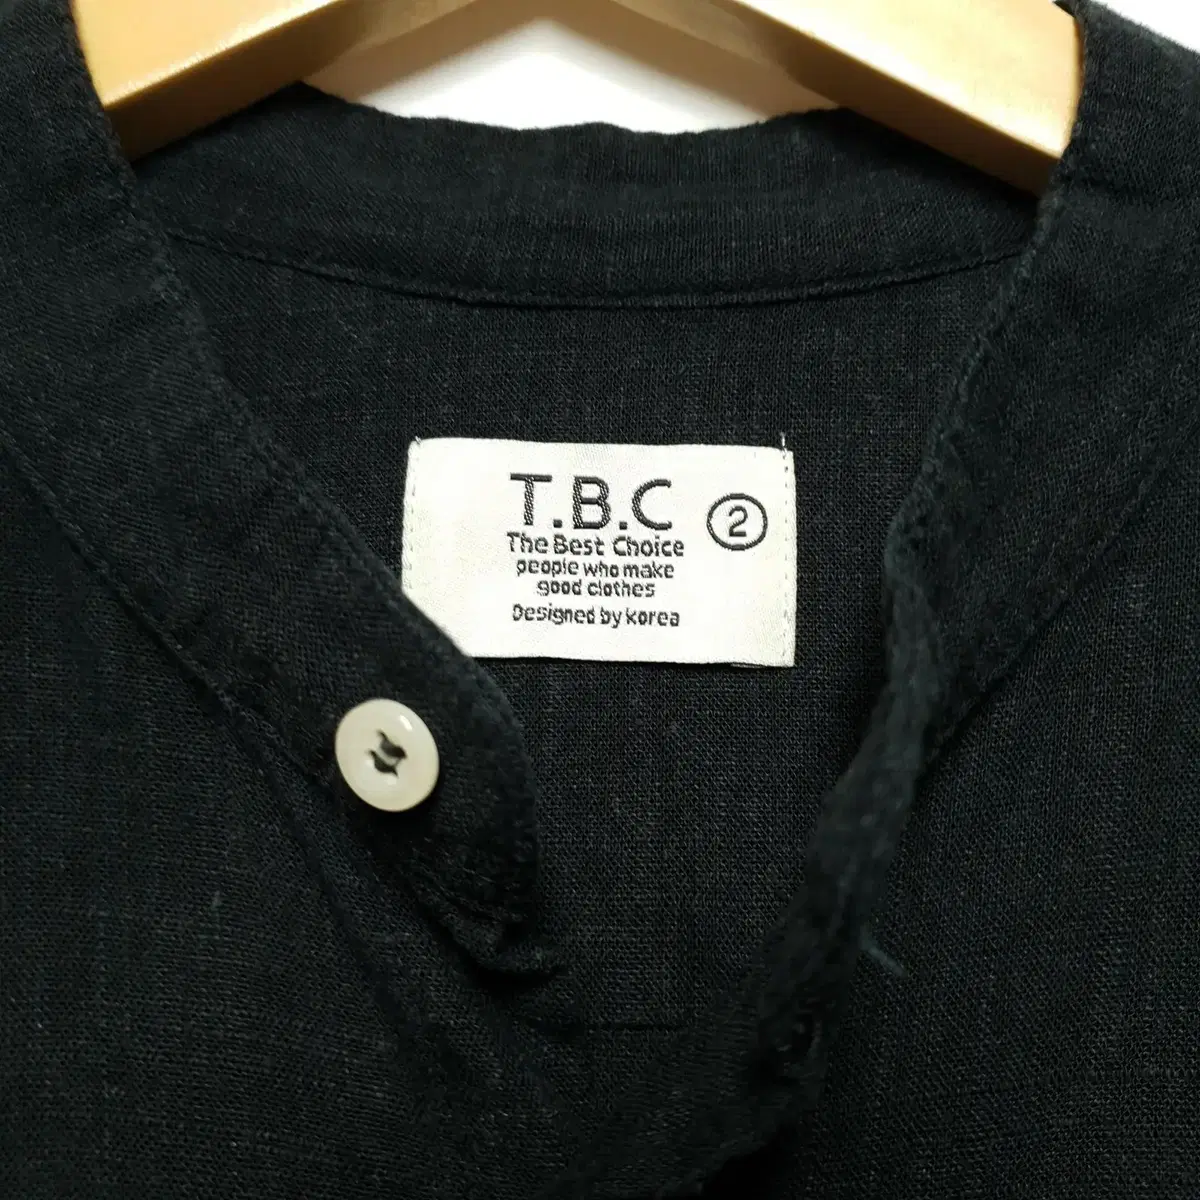 T.B.C
2
The Best Choice
people who make
good clothes
Designed by Korea